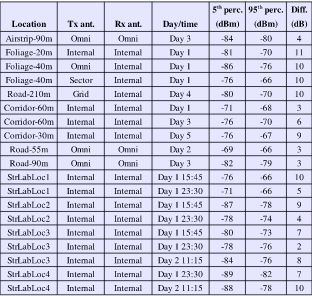 Location Tx ant. Rx ant. Day/time 5th perc. (dBm) 95th perc. (dBm) Diff. (dB)
Airstrip-90m Omni Omni Day 3 -84 -80 4
Foliage-20m Internal Internal Day 1 -81 -70 11
Foliage-40m Omni Internal Day 1 -86 -76 10
Foliage-40m Sector Internal Day 1 -76 -66 10
Road-210m Grid Internal Day 4 -80 -70 10
Corridor-60m Internal Internal Day 1 -71 -68 3
Corridor-60m Internal Internal Day 3 -76 -70 6
Corridor-30m Internal Internal Day 5 -76 -67 9
Road-55m Omni Omni Day 2 -69 -66 3
Road-90m Omni Omni Day 3 -82 -79 3
StrLabLoc1 Internal Internal Day 1 15:45 -76 -66 10
StrLabLoc1 Internal Internal Day 1 23:30 -71 -66 5
StrLabLoc2 Internal Internal Day 1 15:45 -87 -78 9
StrLabLoc2 Internal Internal Day 1 23:30 -78 -74 4
StrLabLoc3 Internal Internal Day 1 15:45 -80 -73 7
StrLabLoc3 Internal Internal Day 1 23:30 -78 -76 2
StrLabLoc3 Internal Internal Day 2 11:15 -84 -76 8
StrLabLoc4 Internal Internal Day 1 23:30 -89 -82 7
StrLabLoc4 Internal Internal Day 2 11:15 -88 -78 10